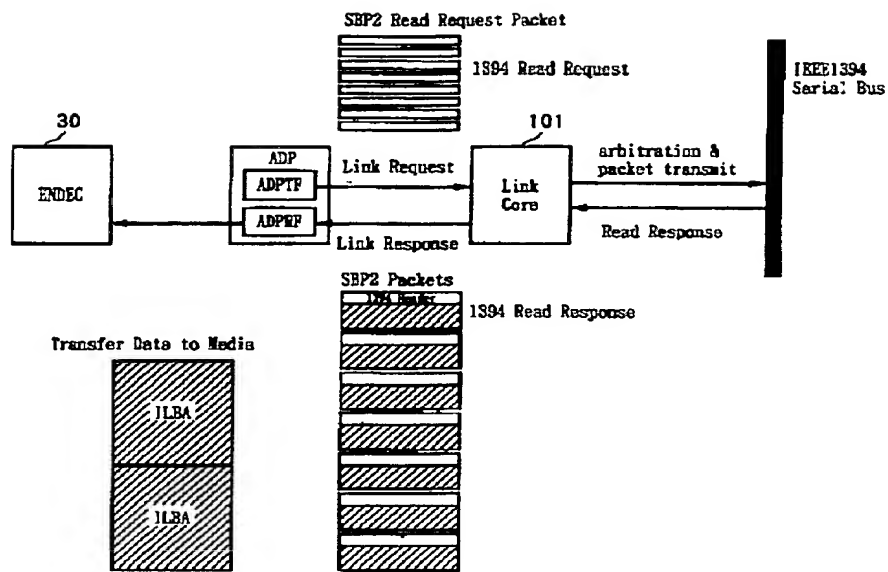 SBP2 Read Request Packet
1394 Read Request
IEEE1394
Serial Bus
30
101
ENDEC
ADP
ADPTF
ADPRF
Link Request
Link Response
Link
Core
arbitration &
packet transmit
Read Response
SBP2 Packets
1394 Header
1394 Read Response
Transfer Data to Media
1LBA
1LBA